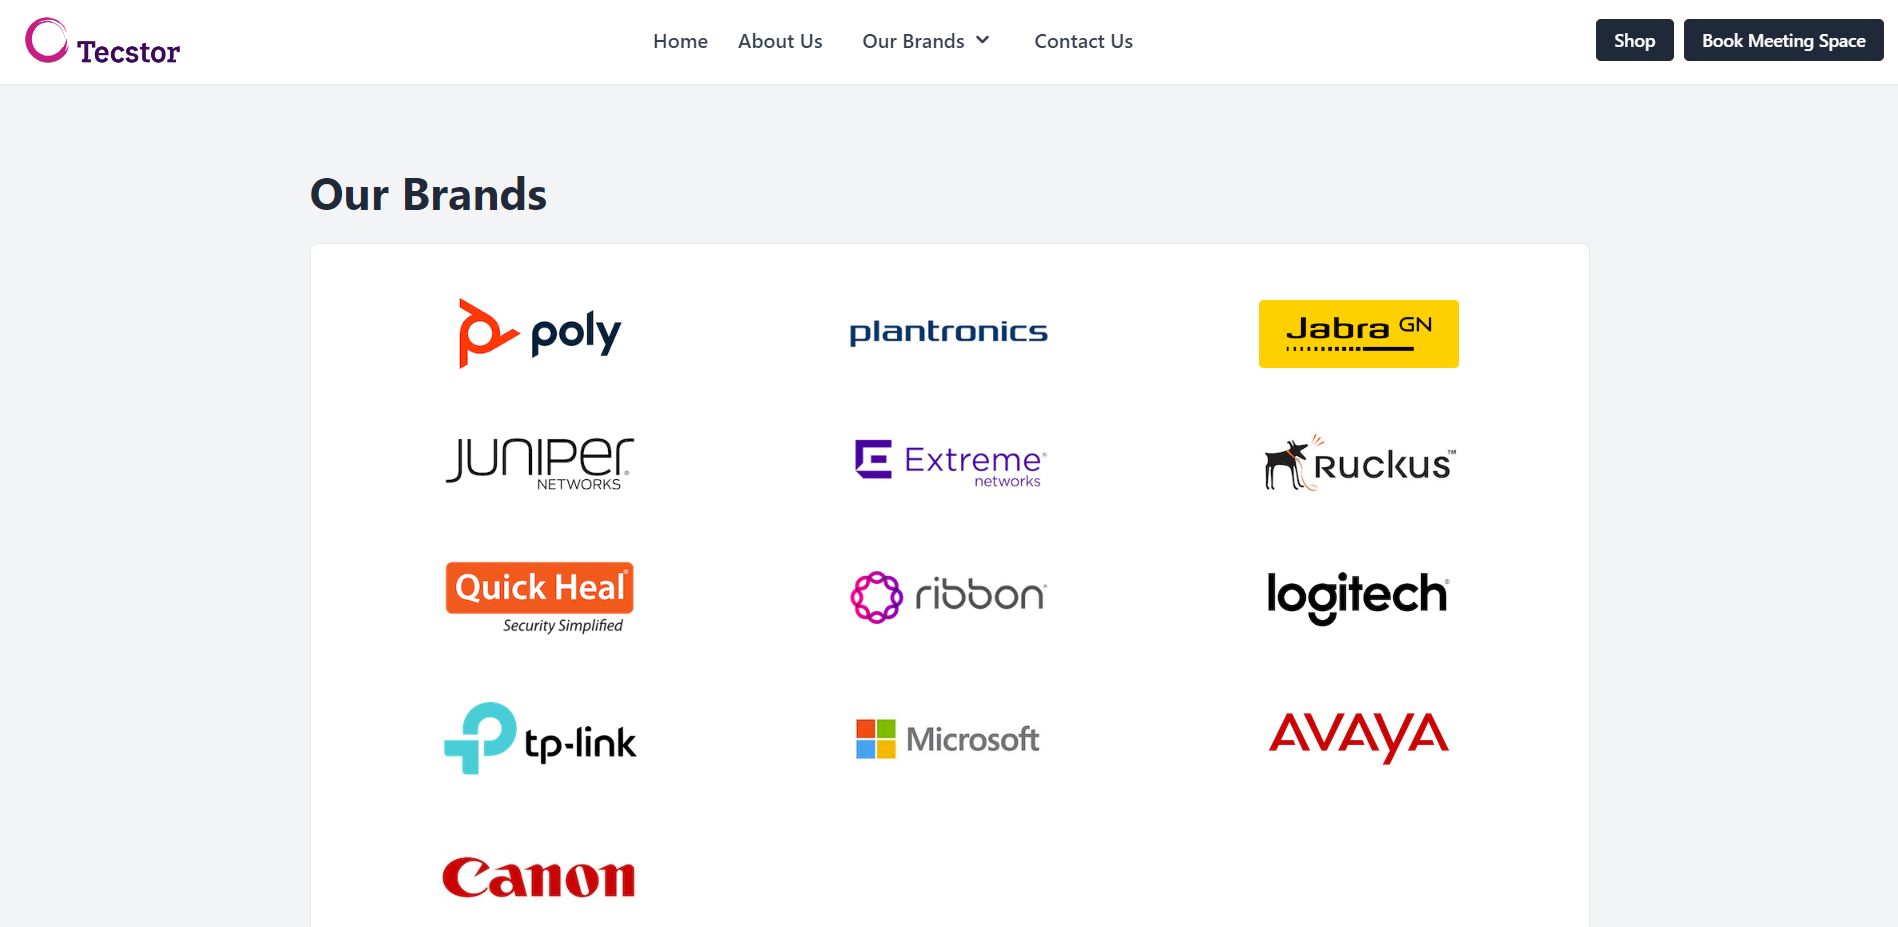 Tecstor
Home
About Us
Our Brands
Contact Us
Shop
Book Meeting Space
Our Brands
poly
plantronics
Jabra GN
JUNIPER
NETWORKS
Extreme
networks
RUCKUS™
Quick Heal®
Security Simplified
ribbon®
logitech®
tp-link
Microsoft
AVAYA
Canon